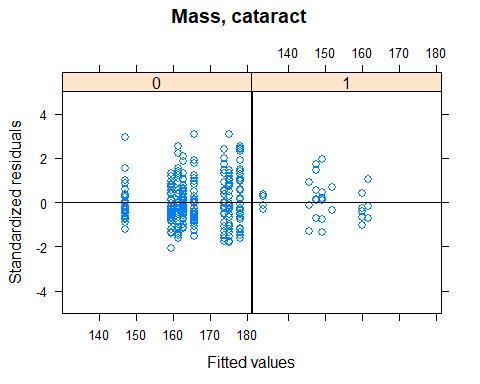 Mass, cataract
140 150 160 170 180
0 1
4
2
0
-2
-4
Standardized residuals
140 150 160 170 180
Fitted values